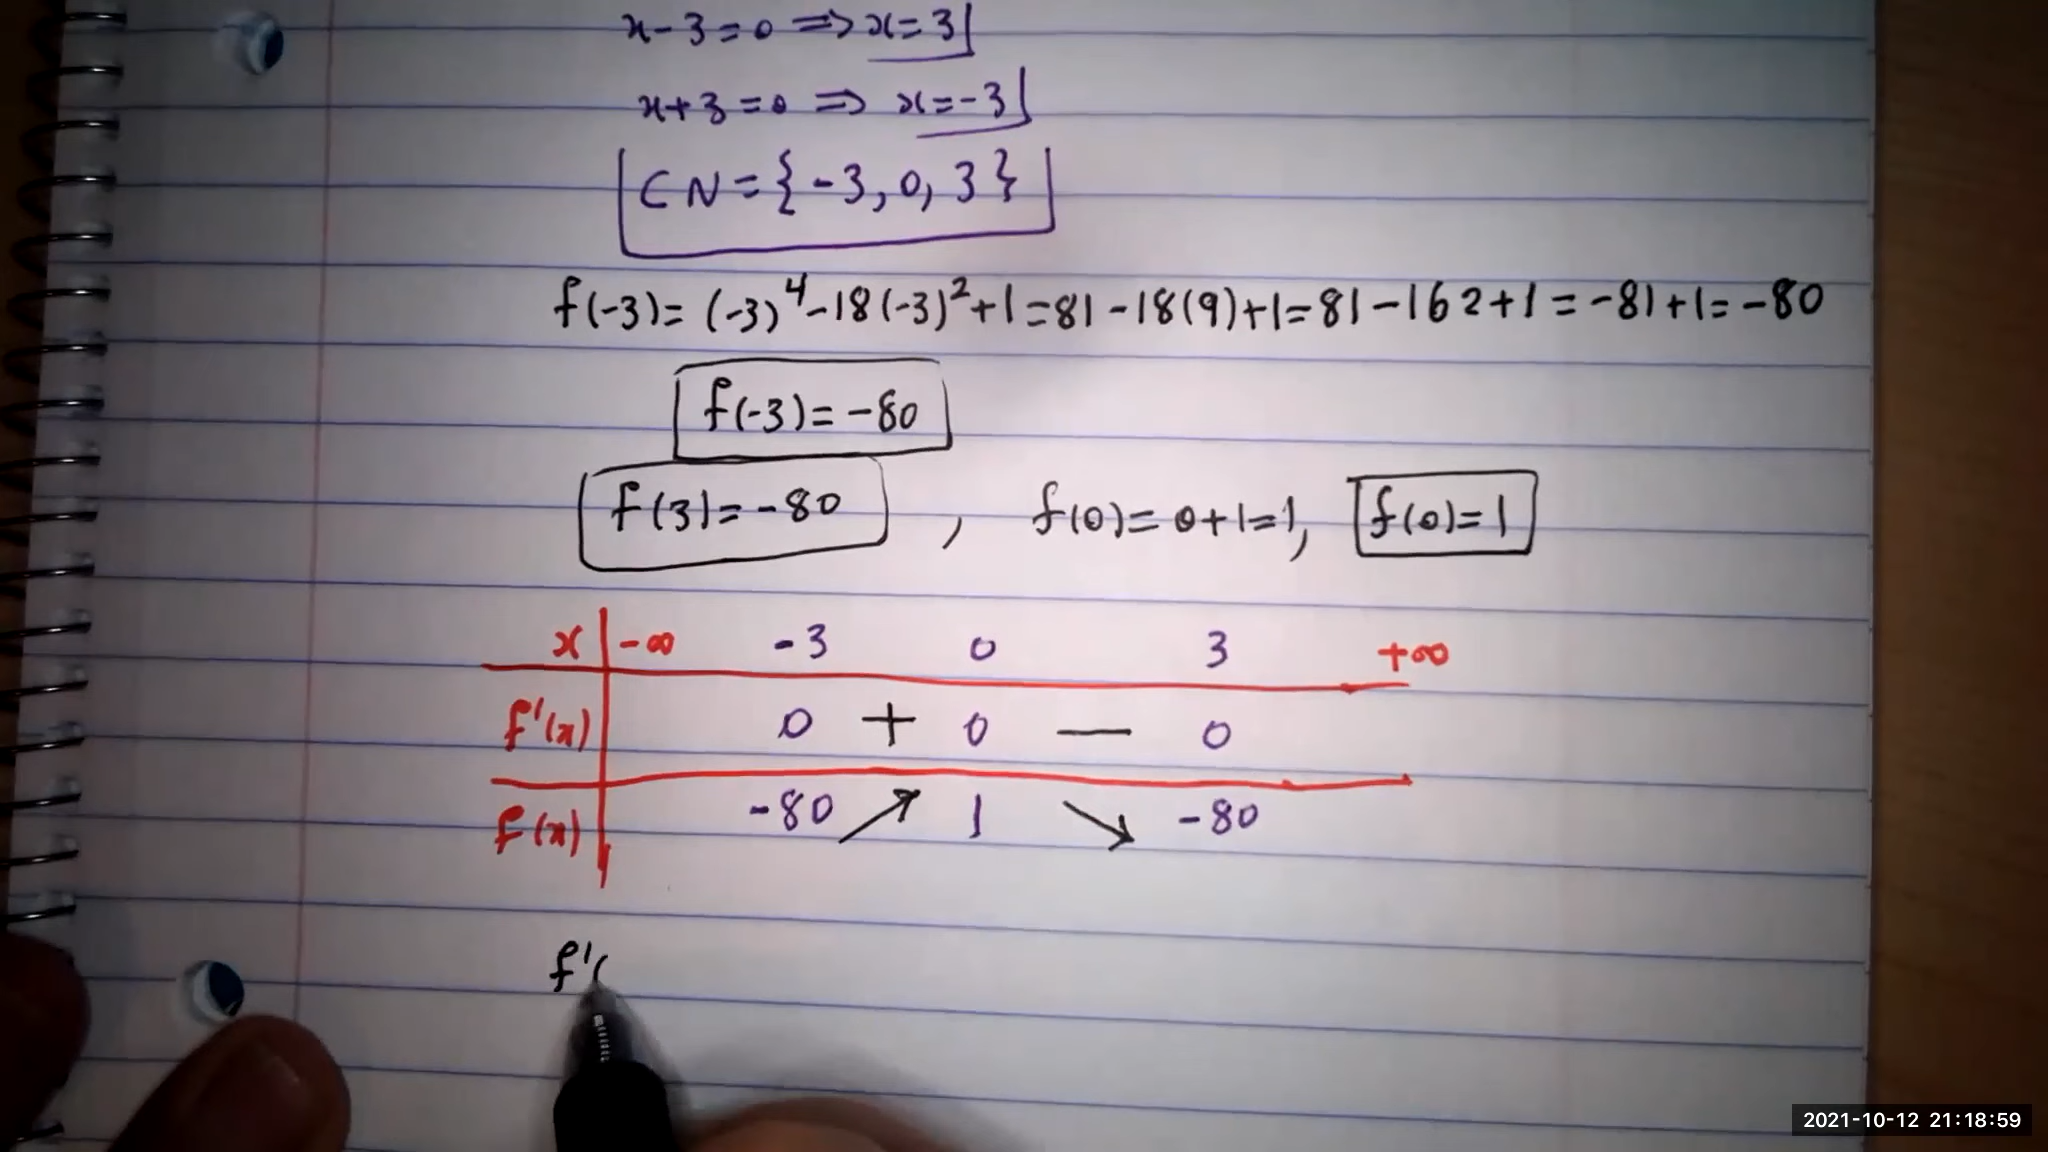 x-3=0 ⟹ x=3
x+3=0 ⟹ x=-3
CN={-3,0,3}
f(-3)=(-3)⁴-18(-3)²+1=81-18(9)+1=81-162+1=-81+1=-80
f(-3)=-80
f(3)=-80 , f(0)=0+1=1, f(0)=1
x -∞ -3 0 3 +∞
f'(x) 0 + 0 — 0
f(x) -80 ↗ 1 ↘ -80
f'(
2021-10-12 21:18:59